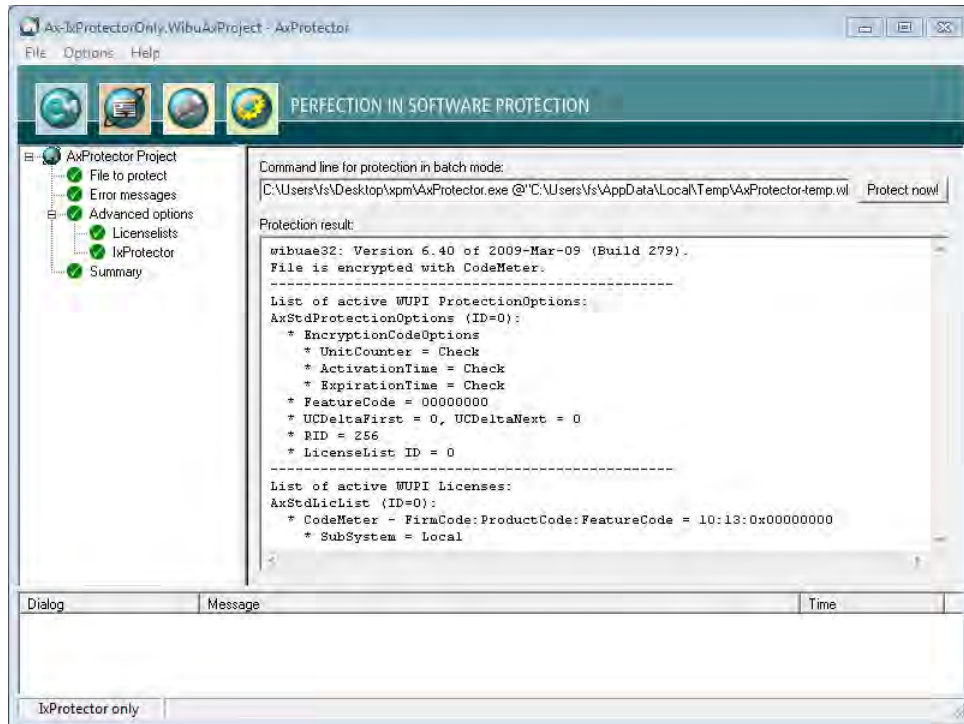 Ax-IxProtectorOnly.WibuAxProject - AxProtector
File Options Help
PERFECTION IN SOFTWARE PROTECTION
AxProtector Project
File to protect
Error messages
Advanced options
Licenselists
IxProtector
Summary
Command line for protection in batch mode:
C:\Users\fs\Desktop\xpm\AxProtector.exe @"C:\Users\fs\AppData\Local\Temp\AxProtector-temp.wl
Protect now!
Protection result:
wibuae32: Version 6.40 of 2009-Mar-09 (Build 279).
File is encrypted with CodeMeter.
------------------------------------------------
List of active WUPI ProtectionOptions:
AxStdProtectionOptions (ID=0):
* EncryptionCodeOptions
* UnitCounter = Check
* ActivationTime = Check
* ExpirationTime = Check
* FeatureCode = 00000000
* UCDeltaFirst = 0, UCDeltaNext = 0
* RID = 256
* LicenseList ID = 0
------------------------------------------------
List of active WUPI Licenses:
AxStdLicList (ID=0):
* CodeMeter - FirmCode:ProductCode:FeatureCode = 10:13:0x00000000
* SubSystem = Local
Dialog Message Time
IxProtector only